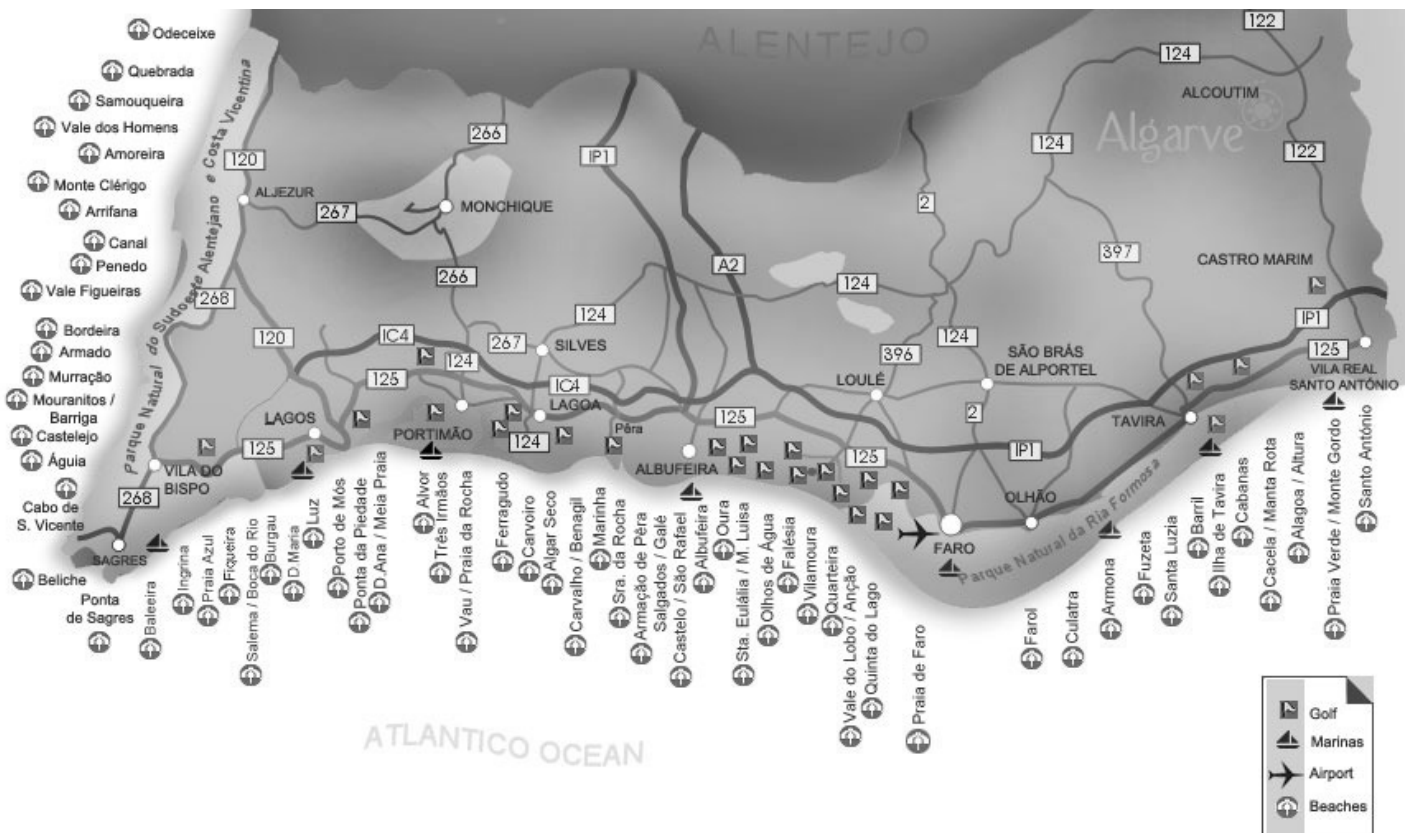 ALENTEJO
Algarve
ATLANTICO OCEAN
Odeceixe
Quebrada
Samouqueira
Vale dos Homens
Amoreira
Monte Clérigo
Arrifana
Canal
Penedo
Vale Figueiras
Bordeira
Armado
Murração
Mouranitos /
Barriga
Castelejo
Águia
Cabo de
S. Vicente
Beliche
Ponta
de Sagres
Parque Natural do Sudoeste Alentejano e Costa Vicentina
120
ALJEZUR
267
266
MONCHIQUE
266
IP1
A2
2
124
122
124
ALCOUTIM
122
124
397
CASTRO MARIM
IP1
125
VILA REAL
SANTO ANTÓNIO
268
120
IC4
124
267
124
SILVES
IC4
LAGOA
124
125
LAGOS
125
VILA DO
BISPO
268
SAGRES
PORTIMÃO
Pêra
ALBUFEIRA
125
124
396
LOULÉ
125
124
SÃO BRÁS
DE ALPORTEL
2
IP1
TAVIRA
OLHÃO
FARO
Parque Natural da Ria Formosa
Baleeira
Ingrina
Praia Azul
Fiqueira
Salema / Boca do Rio
Burgau
D.Maria
Luz
Porto de Mós
Ponta da Piedade
D.Ana / Meia Praia
Alvor
Três Irmãos
Vau / Praia da Rocha
Ferragudo
Carvoeiro
Algar Seco
Carvalho / Benagil
Marinha
Sra. da Rocha
Armação de Pêra
Salgados / Galé
Castelo / São Rafael
Albufeira
Oura
Sta. Eulália / M. Luisa
Olhos de Água
Falésia
Vilamoura
Quarteira
Vale do Lobo / Anção
Quinta do Lago
Praia de Faro
Farol
Culatra
Armona
Fuzeta
Santa Luzia
Barril
Ilha de Tavira
Cabanas
Cacela / Manta Rota
Alagoa / Altura
Praia Verde / Monte Gordo
Santo António
Golf
Marinas
Airport
Beaches